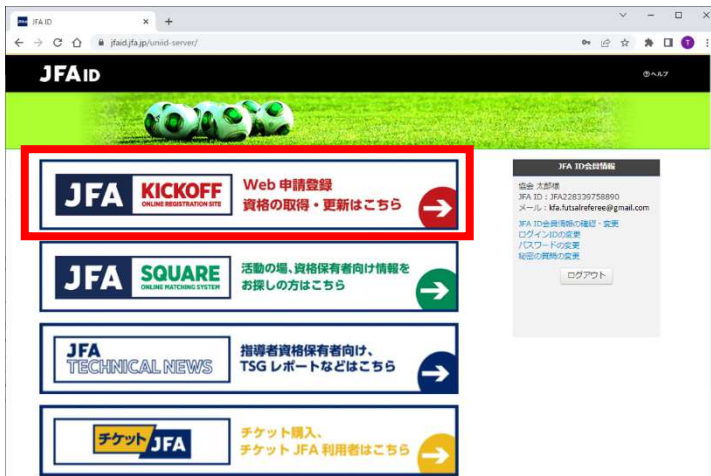 JFA ID
jfaid.jfa.jp/uniid-server/
T
JFA ID
?ヘルプ
JFA KICKOFF
ONLINE REGISTRATION SITE
Web 申請登録
資格の取得・更新はこちら
JFA SQUARE
ONLINE MATCHING SYSTEM
活動の場、資格保有者向け情報を
お探しの方はこちら
JFA
TECHNICAL NEWS
指導者資格保有者向け、
TSG レポートなどはこちら
チケット JFA
チケット購入、
チケット JFA 利用者はこちら
JFA ID会員情報
協会 太郎様
JFA ID：JFA228339758890
メール：kfa.futsalreferee@gmail.com
JFA ID会員情報の確認・変更
ログインIDの変更
パスワードの変更
秘密の質問の変更
ログアウト